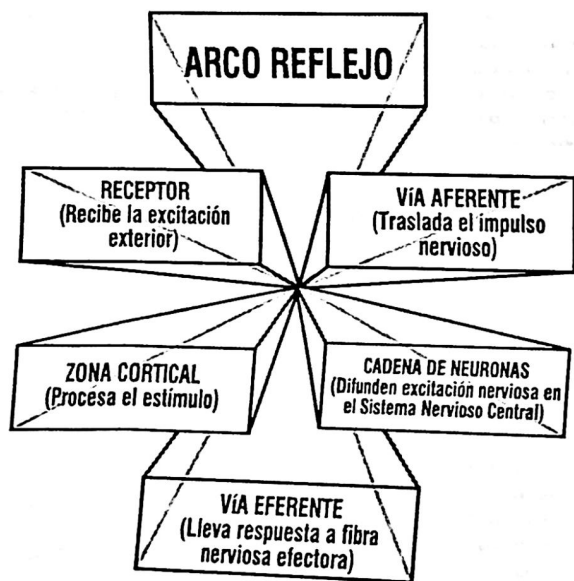 ARCO REFLEJO
RECEPTOR
(Recibe la excitación
exterior)
VíA AFERENTE
(Traslada el impulso
nervioso)
ZONA CORTICAL
(Procesa el estímulo)
CADENA DE NEURONAS
(Difunden excitación nerviosa en
el Sistema Nervioso Central)
VíA EFERENTE
(Lleva respuesta a fibra
nerviosa efectora)